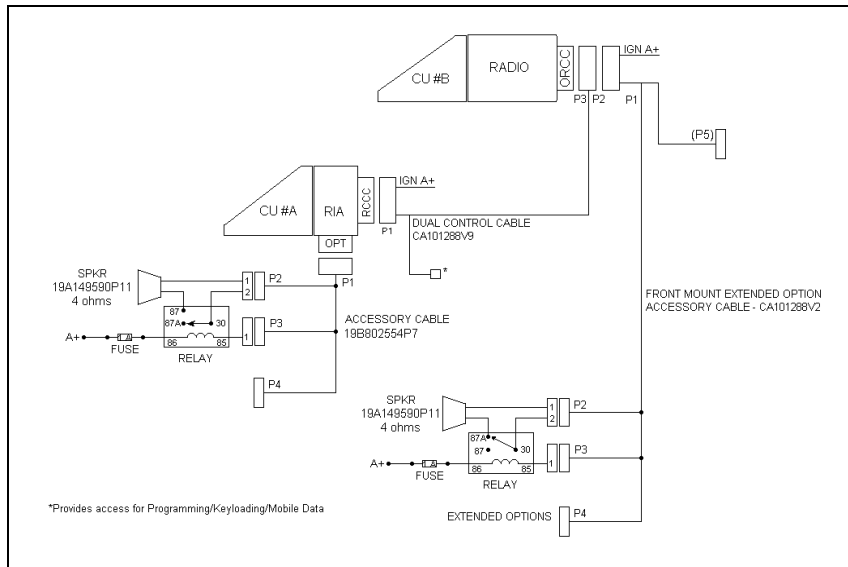 CU #B
RADIO
ORCC
P3
P2
IGN A+
P1
(P5)
CU #A
RIA
RCCC
IGN A+
P1
OPT
P1
DUAL CONTROL CABLE
CA101288V9
*
SPKR
19A149590P11
4 ohms
1
2
P2
87
87A
30
A+
FUSE
86
85
RELAY
1
P3
ACCESSORY CABLE
19B802554P7
P4
FRONT MOUNT EXTENDED OPTION
ACCESSORY CABLE - CA101288V2
SPKR
19A149590P11
4 ohms
1
2
P2
87A
87
30
A+
FUSE
86
85
RELAY
1
P3
EXTENDED OPTIONS
P4
*Provides access for Programming/Keyloading/Mobile Data